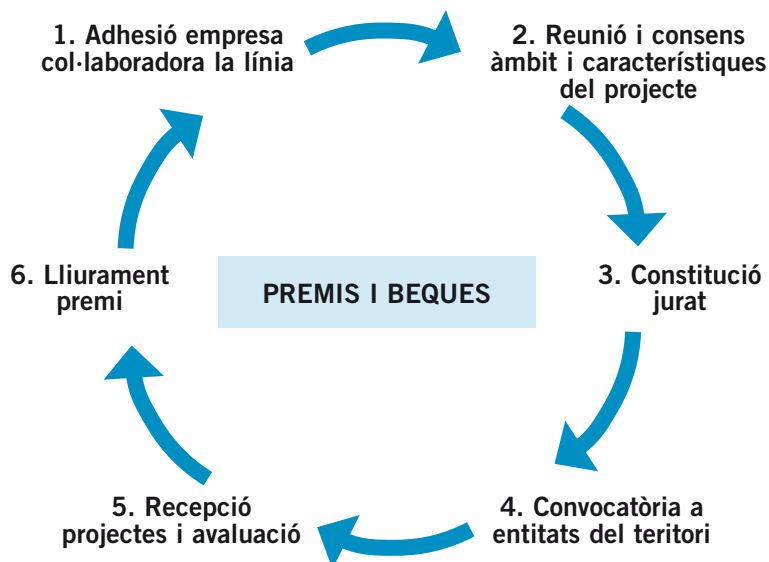 1. Adhesió empresa
col·laboradora la línia
2. Reunió i consens
àmbit i característiques
del projecte
3. Constitució
jurat
4. Convocatòria a
entitats del teritori
5. Recepció
projectes i avaluació
6. Lliurament
premi
PREMIS I BEQUES